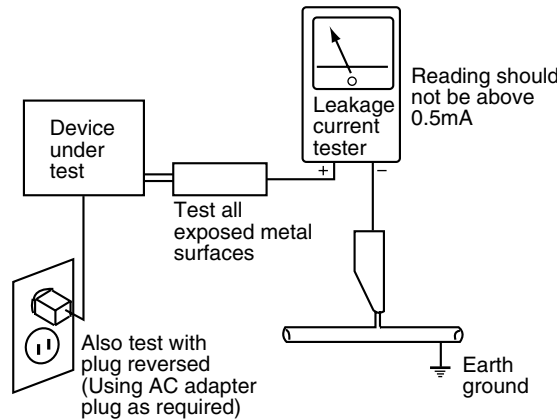 Device
under
test
Leakage
current
tester
+ −
Reading should
not be above
0.5mA
Test all
exposed metal
surfaces
Also test with
plug reversed
(Using AC adapter
plug as required)
Earth
ground